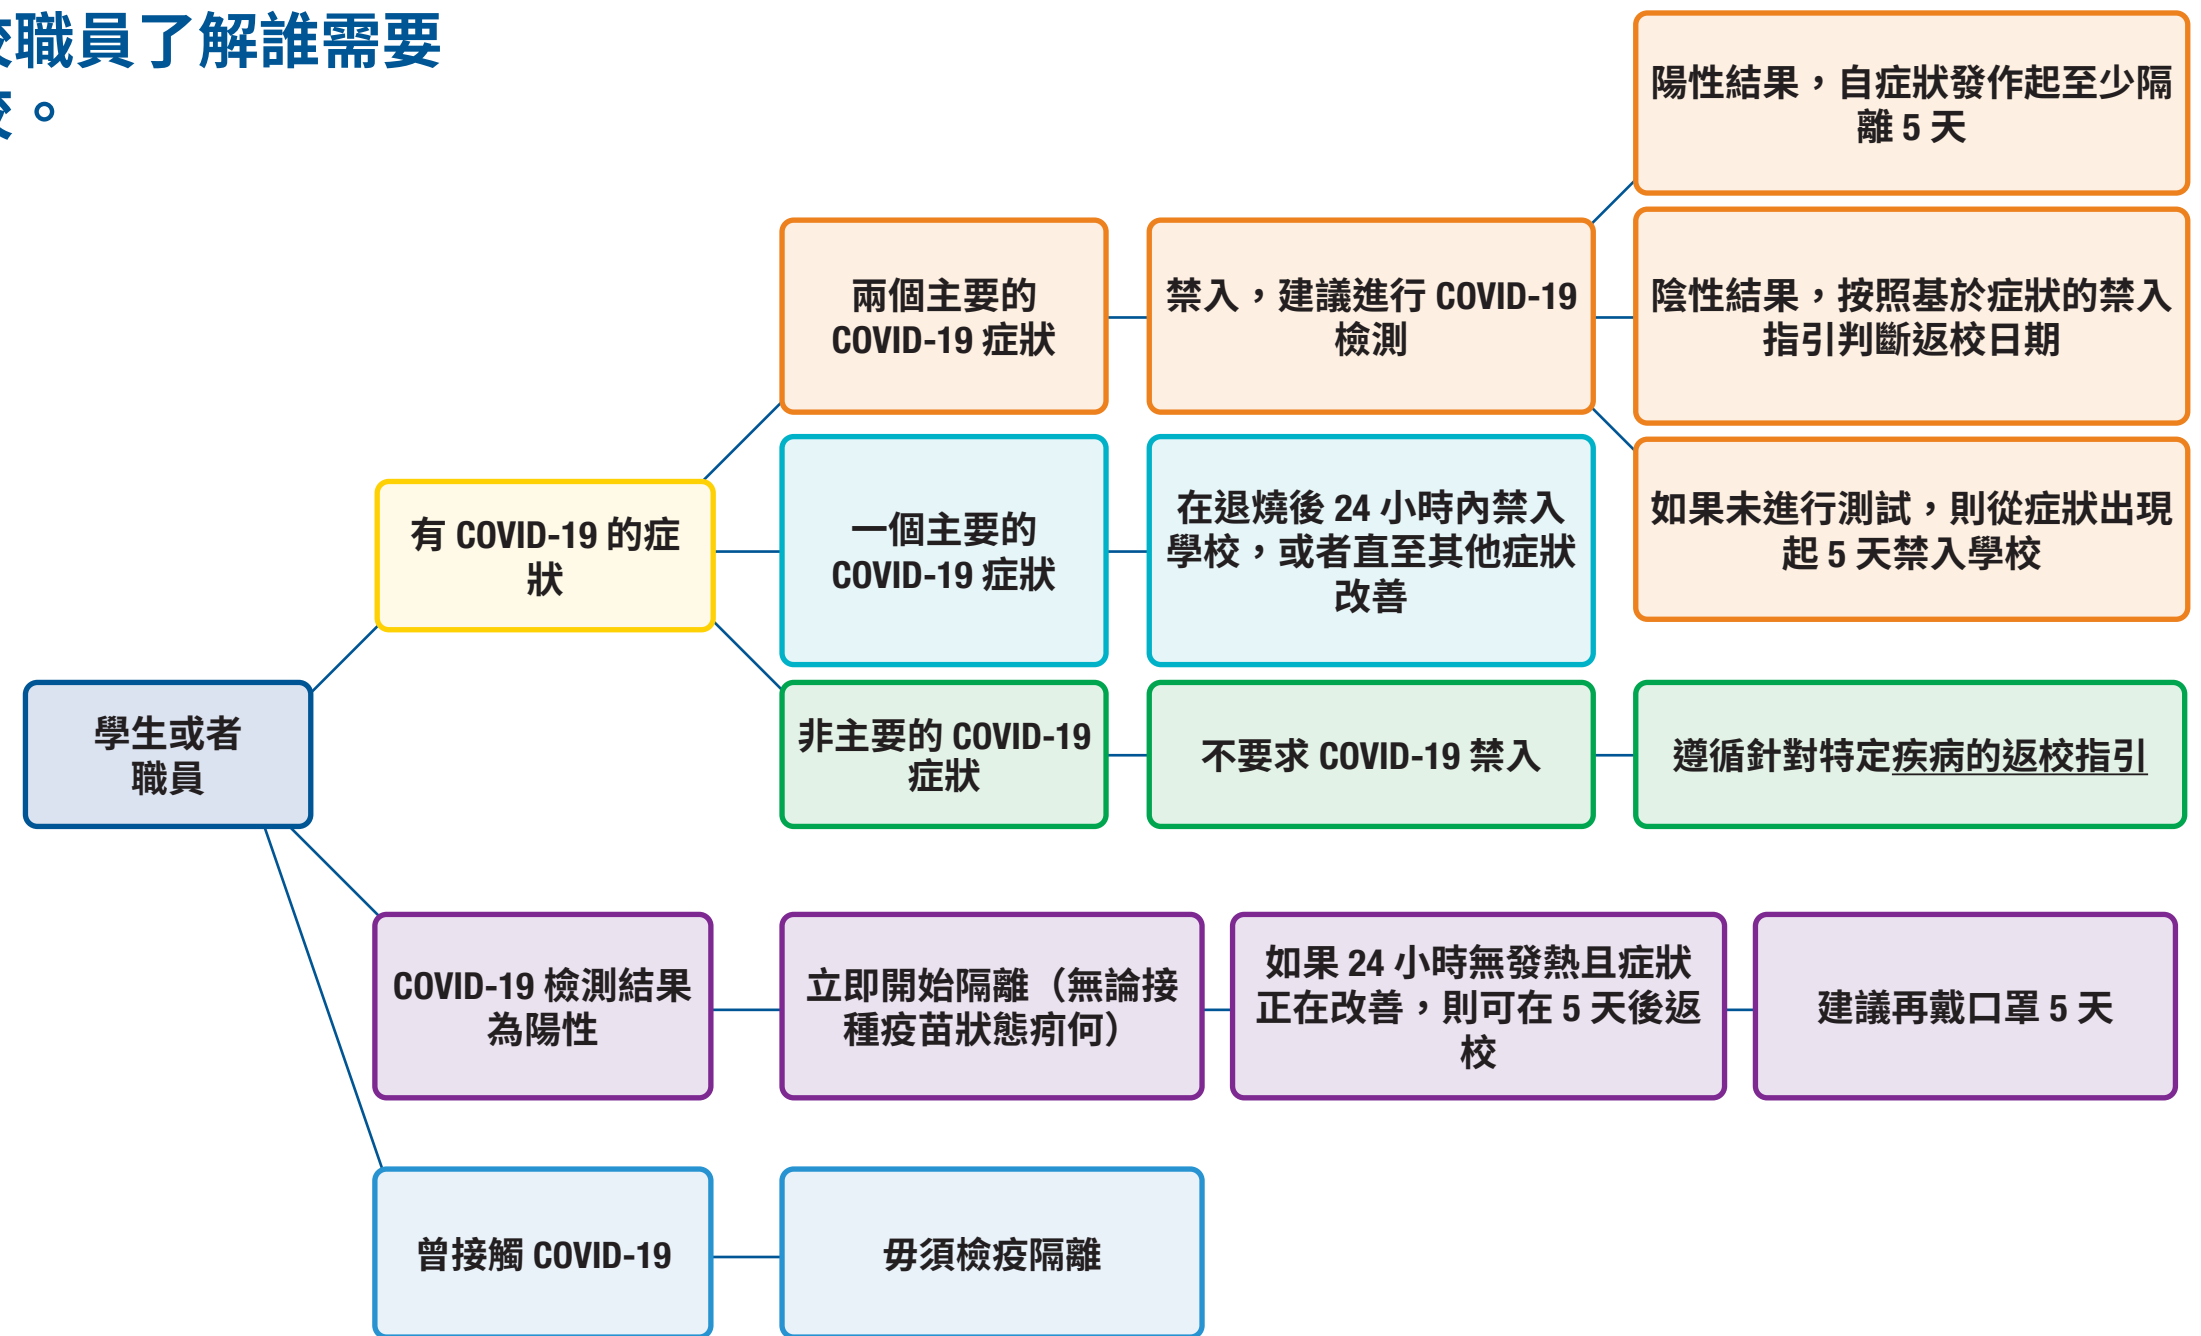 校職員了解誰需要
校。
陽性結果，自症狀發作起至少隔
離 5 天
兩個主要的
COVID-19 症狀
禁入，建議進行 COVID-19
檢測
陰性結果，按照基於症狀的禁入
指引判斷返校日期
有 COVID-19 的症
狀
一個主要的
COVID-19 症狀
在退燒後 24 小時內禁入
學校，或者直至其他症狀
改善
如果未進行測試，則從症狀出現
起 5 天禁入學校
學生或者
職員
非主要的 COVID-19
症狀
不要求 COVID-19 禁入
遵循針對特定疾病的返校指引
COVID-19 檢測結果
為陽性
立即開始隔離（無論接
種疫苗狀態何）
如果 24 小時無發熱且症狀
正在改善，則可在 5 天後返
校
建議再戴口罩 5 天
曾接觸 COVID-19
毋須檢疫隔離